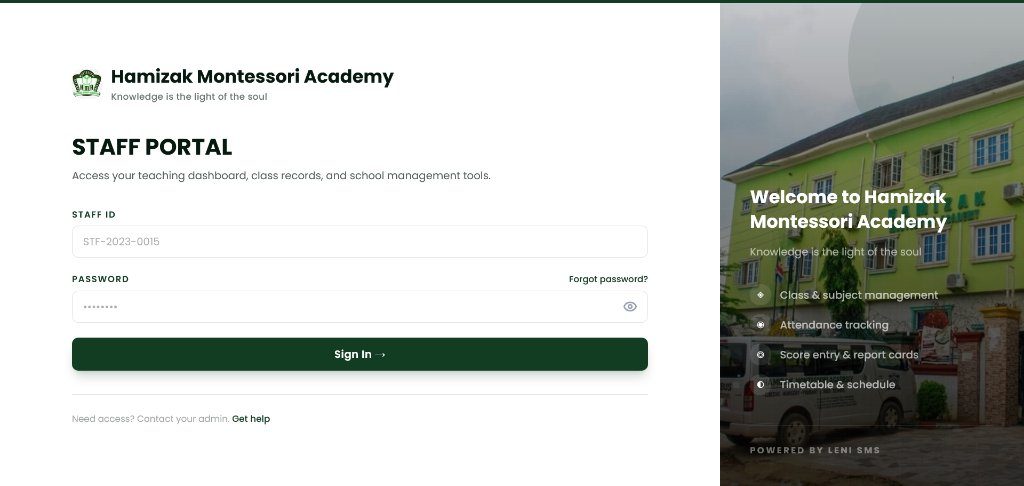 Hamizak Montessori Academy
Knowledge is the light of the soul
STAFF PORTAL
Access your teaching dashboard, class records, and school management tools.
STAFF ID
STF-2023-0015
PASSWORD
Forgot password?
••••••••
Sign In →
Need access? Contact your admin. Get help
Welcome to Hamizak
Montessori Academy
Knowledge is the light of the soul
Class & subject management
Attendance tracking
Score entry & report cards
Timetable & schedule
POWERED BY LENI SMS
HAMIZAK